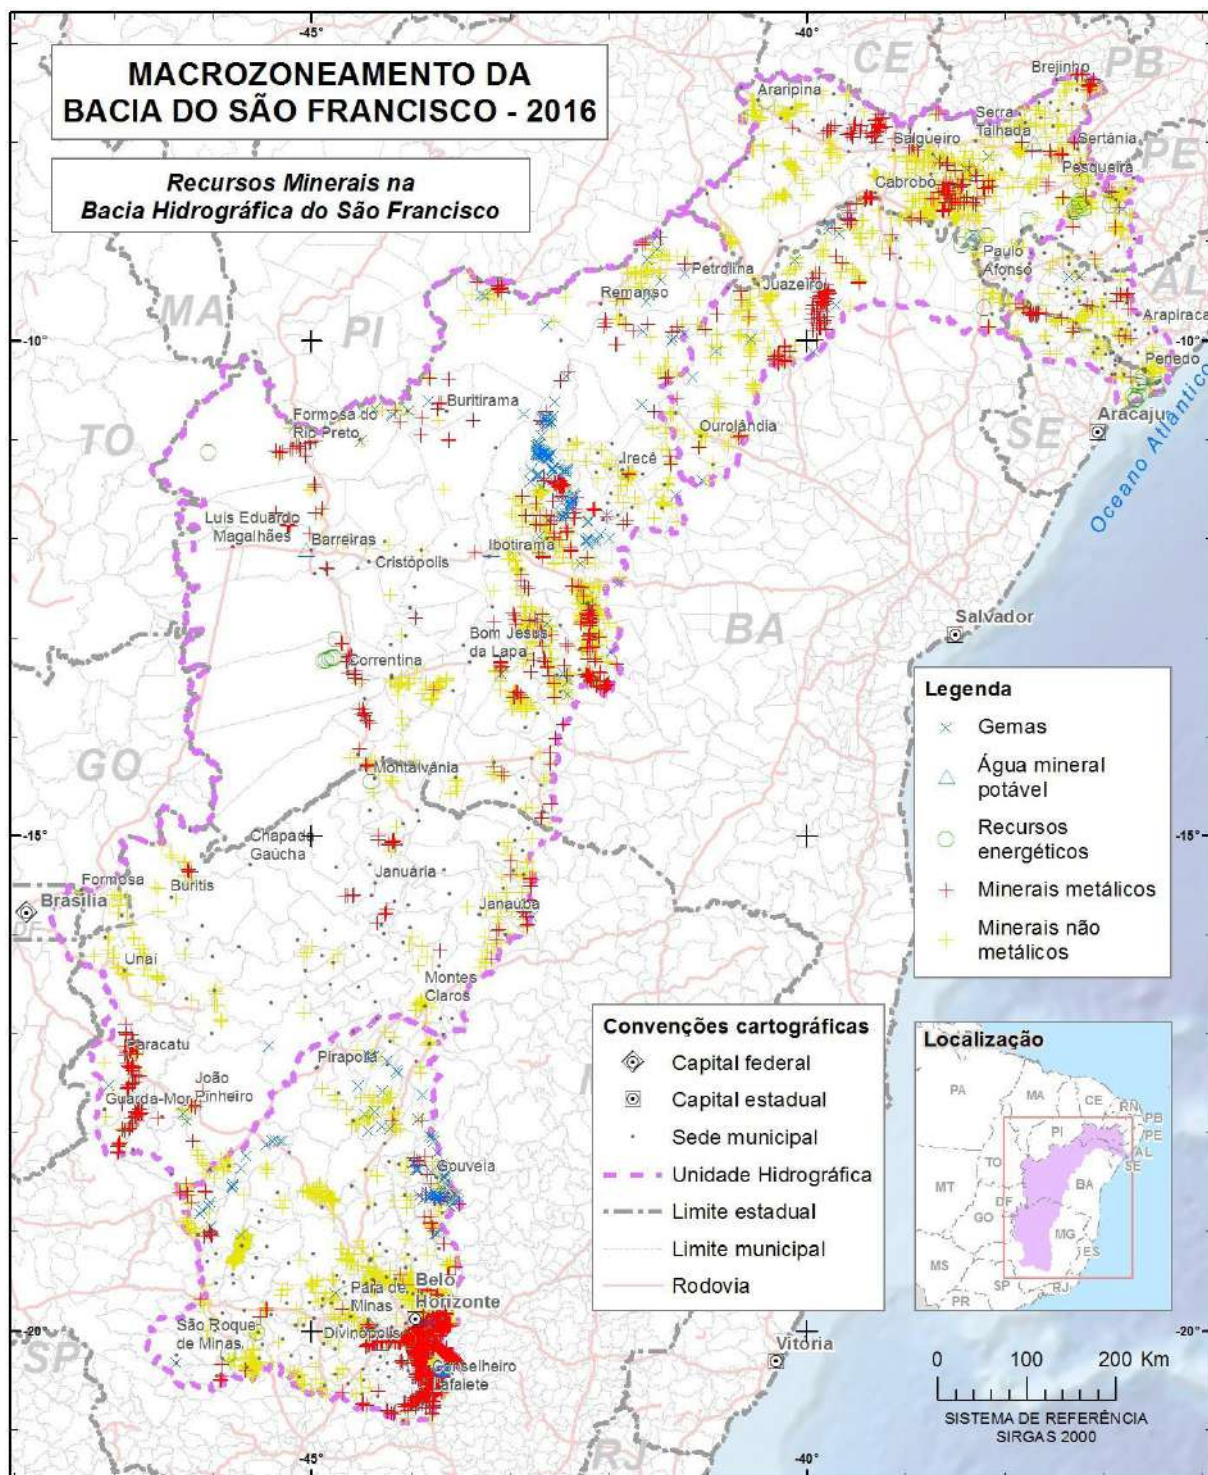 -45°
-40°
MACROZONEAMENTO DA
BACIA DO SÃO FRANCISCO - 2016
Recursos Minerais na
Bacia Hidrográfica do São Francisco
CE
PB
Brejinho
Araripina
Serra
Talhada
Salgueiro
Sertânia
PE
Pesqueira
Cabrobo
Paulo
Afonso
Petrolina
Juazeiro
Remanso
AL
Arapiraca
MA
PI
-10°
-10°
Penedo
Buritirama
Formosa do
Rio Preto
Aracaju
Ourolândia
SE
TO
Irecê
Oceano Atlântico
Luis Eduardo
Magalhães
Barreiras
Ibotirama
Cristópolis
Salvador
BA
Bom Jesus
da Lapa
Correntina
GO
Montalvânia
-15°
-15°
Chapada
Gaúcha
Januária
Formosa
Buritis
Brasília
DF
Janaúba
Unaí
Montes
Claros
Paracatu
Pirapora
João
Pinheiro
Guarda-Mor
Gouveia
Belo
Horizonte
Pará de
Minas
São Roque
de Minas
Divinópolis
-20°
-20°
Conselheiro
Lafaiete
Vitória
SP
RJ
-45°
-40°
Legenda
Gemas
Água mineral
potável
Recursos
energéticos
Minerais metálicos
Minerais não
metálicos
Convenções cartográficas
Capital federal
Capital estadual
Sede municipal
Unidade Hidrográfica
Limite estadual
Limite municipal
Rodovia
Localização
PA
MA
CE
RN
PB
PI
PE
AL
SE
TO
MT
BA
DF
GO
MG
ES
MS
SP
RJ
PR
0 100 200 Km
SISTEMA DE REFERÊNCIA
SIRGAS 2000